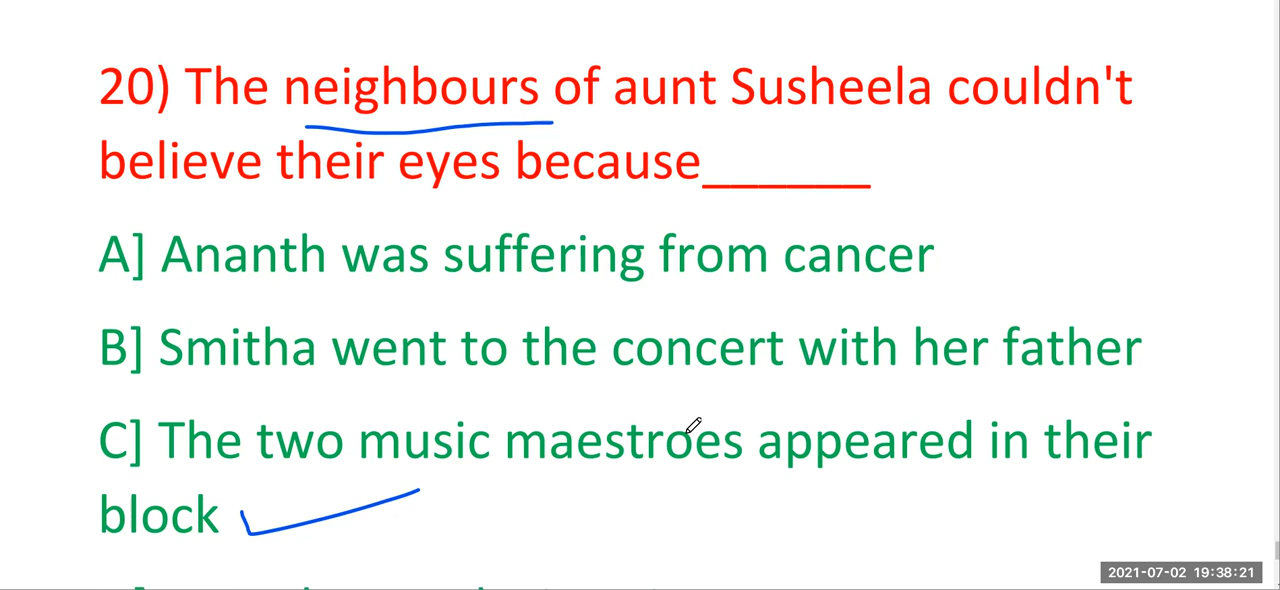 20) The neighbours of aunt Susheela couldn't
believe their eyes because______
A] Ananth was suffering from cancer
B] Smitha went to the concert with her father
C] The two music maestroes appeared in their
block
2021-07-02 19:38:21